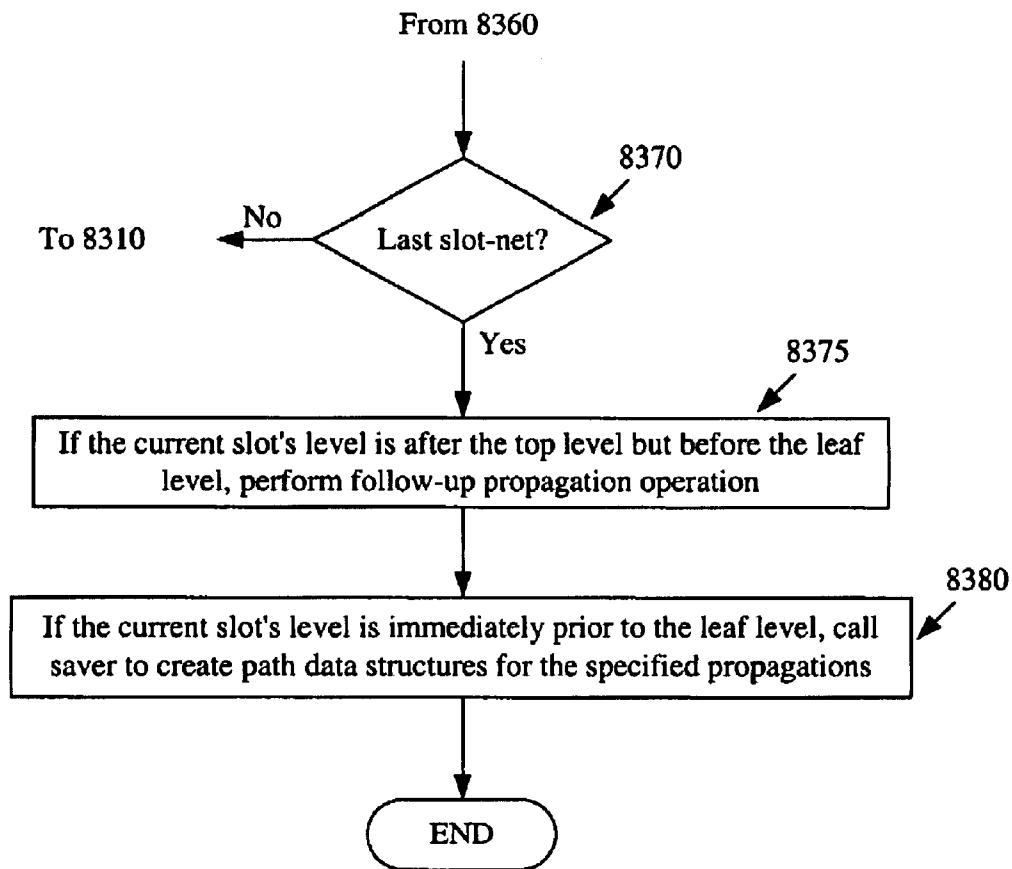 From 8360
8370
No
To 8310
Last slot-net?
Yes
8375
If the current slot's level is after the top level but before the leaf
level, perform follow-up propagation operation
8380
If the current slot's level is immediately prior to the leaf level, call
saver to create path data structures for the specified propagations
END